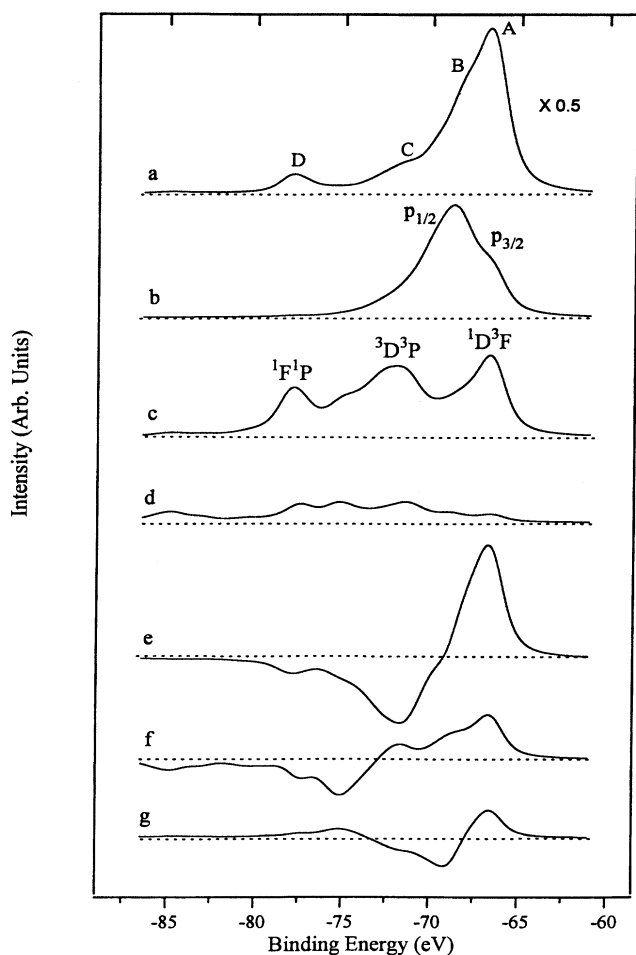 A
B
X 0.5
C
D
a
p1/2
p3/2
b
³D³P
¹D³F
¹F¹P
c
d
e
f
g
Intensity (Arb. Units)
-85 -80 -75 -70 -65 -60
Binding Energy (eV)